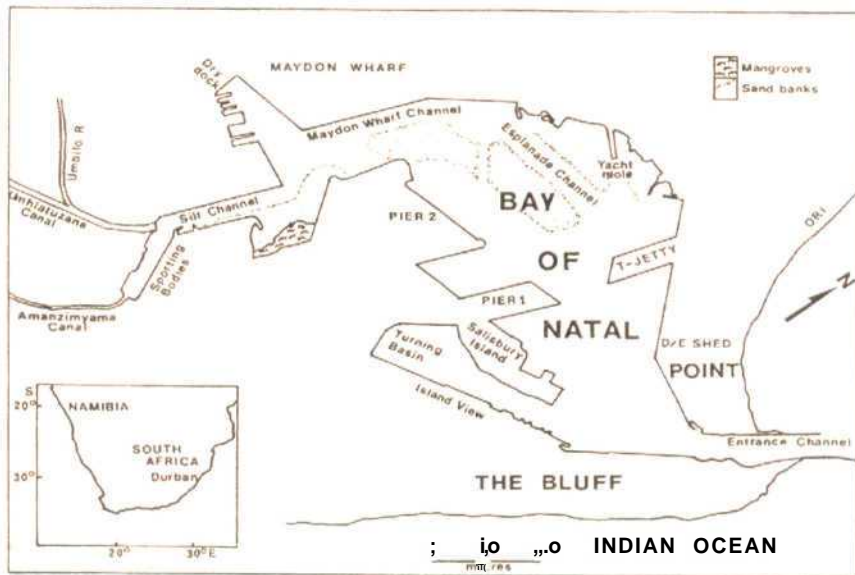 MAYDON WHARF
Dry
dock
Mangroves
Sand banks
Maydon Wharf Channel
Esplanade Channel
Yacht
mole
Umbilo R
Umhlatuzana
Canal
Silt Channel
Sporting
Bodies
Amanzimyama
Canal
PIER 2
BAY
OF
NATAL
T-JETTY
PIER 1
ORI
N
D/E SHED
POINT
Turning
Basin
Salisbury
Island
Island View
Entrance Channel
THE BLUFF
INDIAN OCEAN
S
20°
30°
NAMIBIA
SOUTH
AFRICA
Durban
20°
30°E